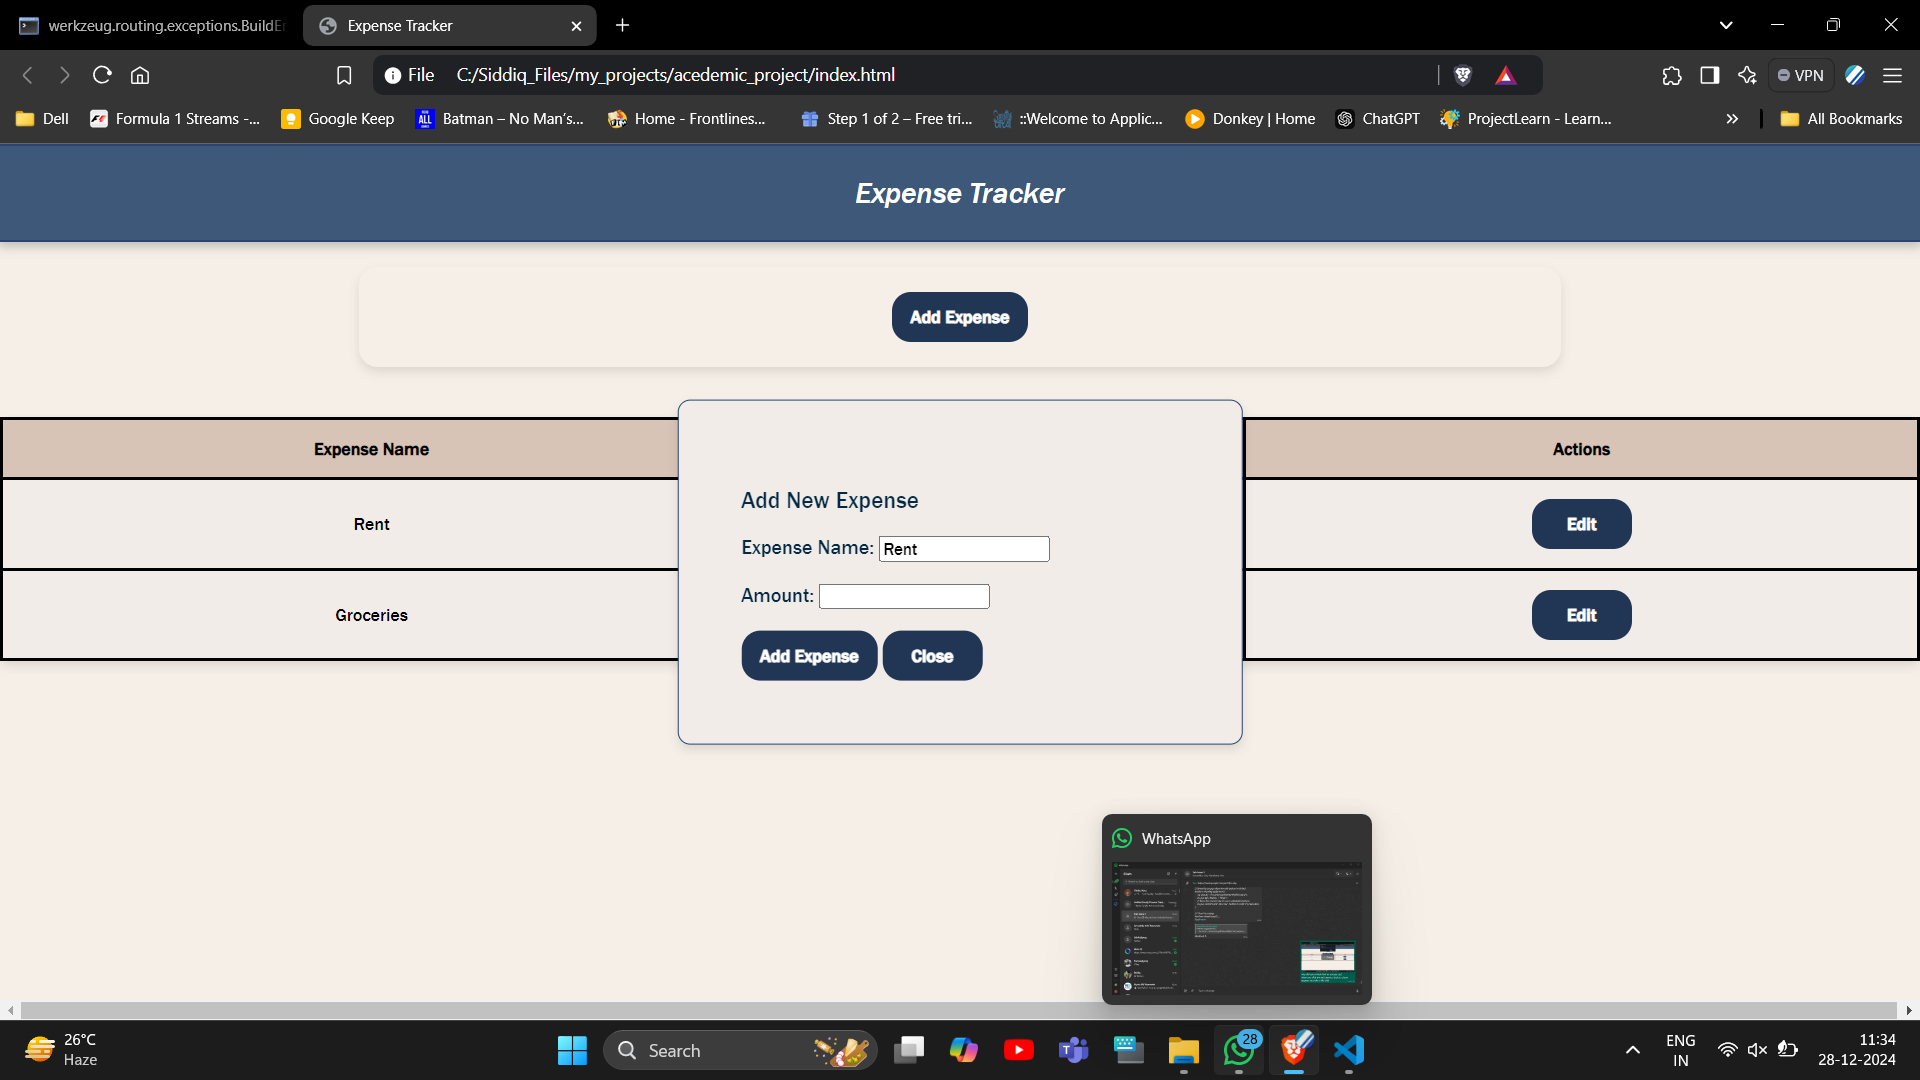 werkzeug.routing.exceptions.BuildEr
Expense Tracker
File C:/Siddiq_Files/my_projects/acedemic_project/index.html
VPN
Dell
Formula 1 Streams -...
Google Keep
Batman – No Man's...
Home - Frontlines...
Step 1 of 2 – Free tri...
::Welcome to Applic...
Donkey | Home
ChatGPT
ProjectLearn - Learn...
All Bookmarks
Expense Tracker
Add Expense
Expense Name
Actions
Rent
Edit
Groceries
Edit
Add New Expense
Expense Name: Rent
Amount:
Add Expense
Close
WhatsApp
26°C
Haze
Search
28
ENG
IN
11:34
28-12-2024